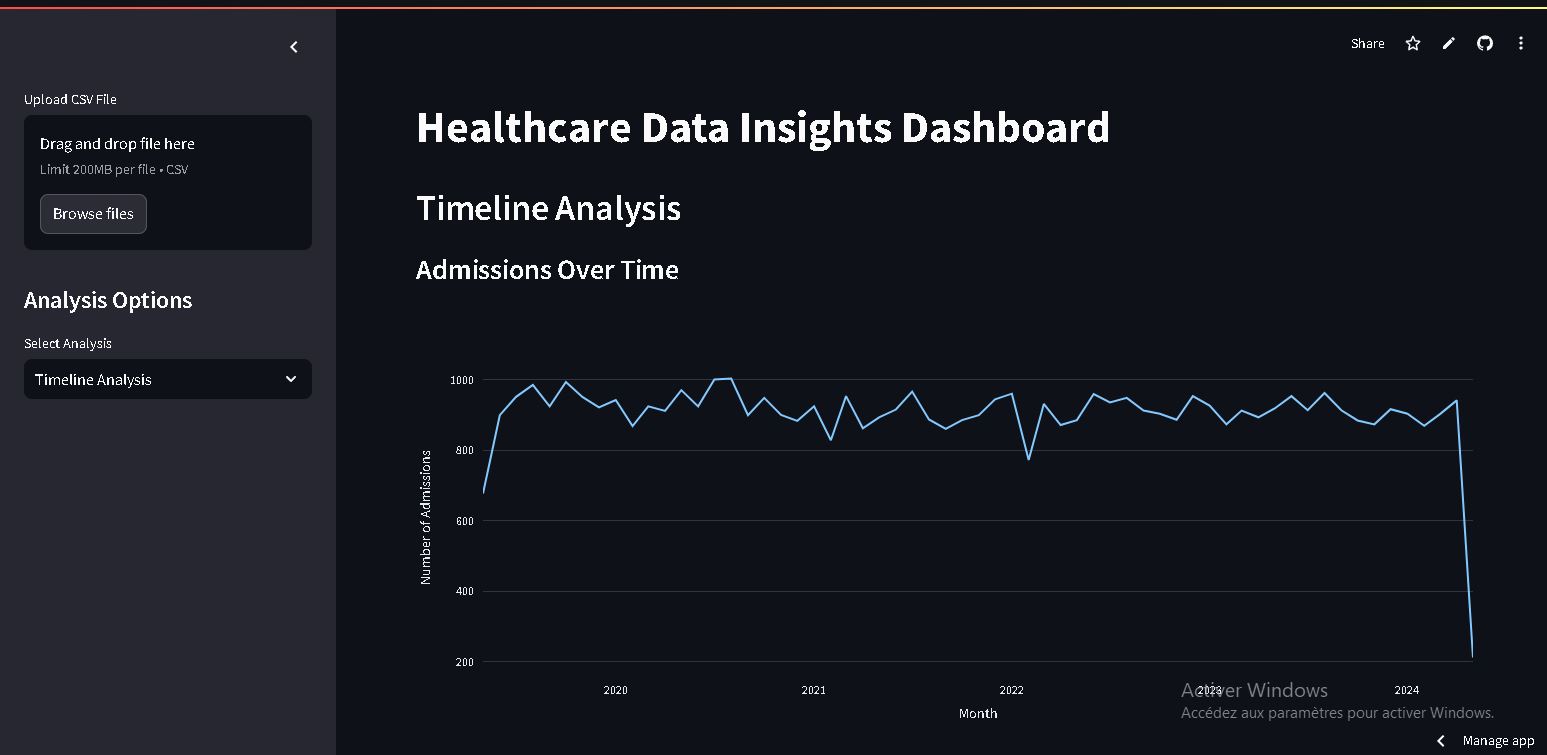 Share
Upload CSV File
Drag and drop file here
Limit 200MB per file • CSV
Browse files
Analysis Options
Select Analysis
Timeline Analysis
Healthcare Data Insights Dashboard
Timeline Analysis
Admissions Over Time
Number of Admissions
1000
800
600
400
200
2020 2021 2022 2023 2024
Month
Activer Windows
Accédez aux paramètres pour activer Windows.
Manage app